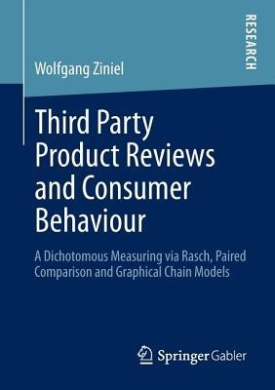 RESEARCH
Wolfgang Ziniel
Third Party
Product Reviews
and Consumer
Behaviour
A Dichotomous Measuring via Rasch, Paired
Comparison and Graphical Chain Models
Springer Gabler